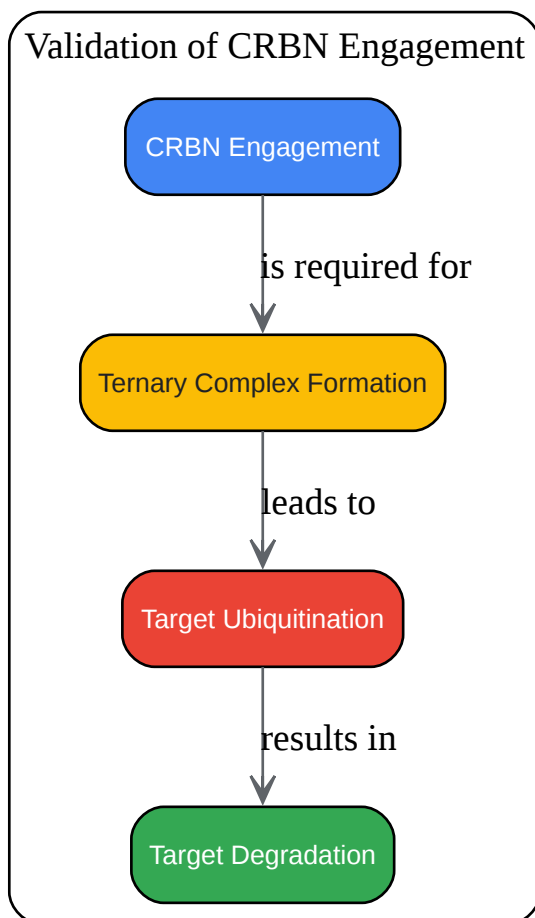 Validation of CRBN Engagement
CRBN Engagement
is required for
Ternary Complex Formation
leads to
Target Ubiquitination
results in
Target Degradation